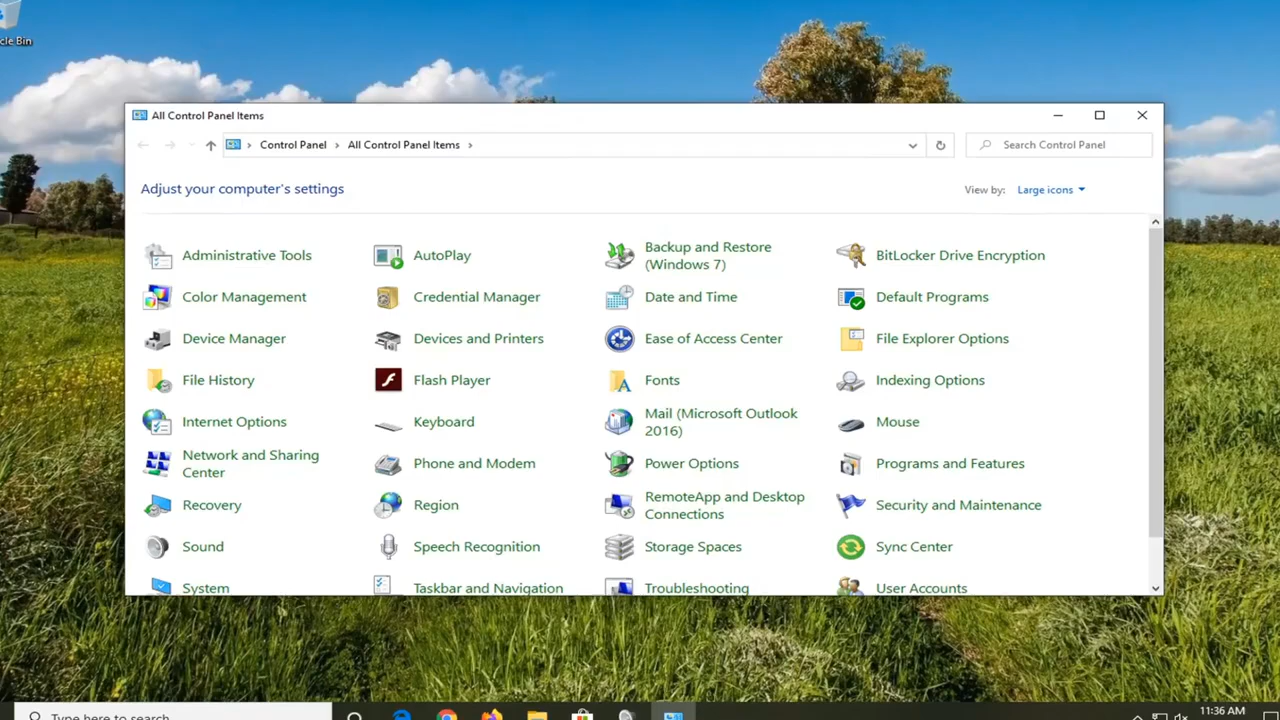 cle Bin
All Control Panel Items
Control Panel
All Control Panel Items
Search Control Panel
Adjust your computer's settings
View by:
Large icons
Administrative Tools
AutoPlay
Backup and Restore
(Windows 7)
BitLocker Drive Encryption
Color Management
Credential Manager
Date and Time
Default Programs
Device Manager
Devices and Printers
Ease of Access Center
File Explorer Options
File History
Flash Player
Fonts
Indexing Options
Internet Options
Keyboard
Mail (Microsoft Outlook
2016)
Mouse
Network and Sharing
Center
Phone and Modem
Power Options
Programs and Features
Recovery
Region
RemoteApp and Desktop
Connections
Security and Maintenance
Sound
Speech Recognition
Storage Spaces
Sync Center
System
Taskbar and Navigation
Troubleshooting
User Accounts
Type here to search
11:36 AM